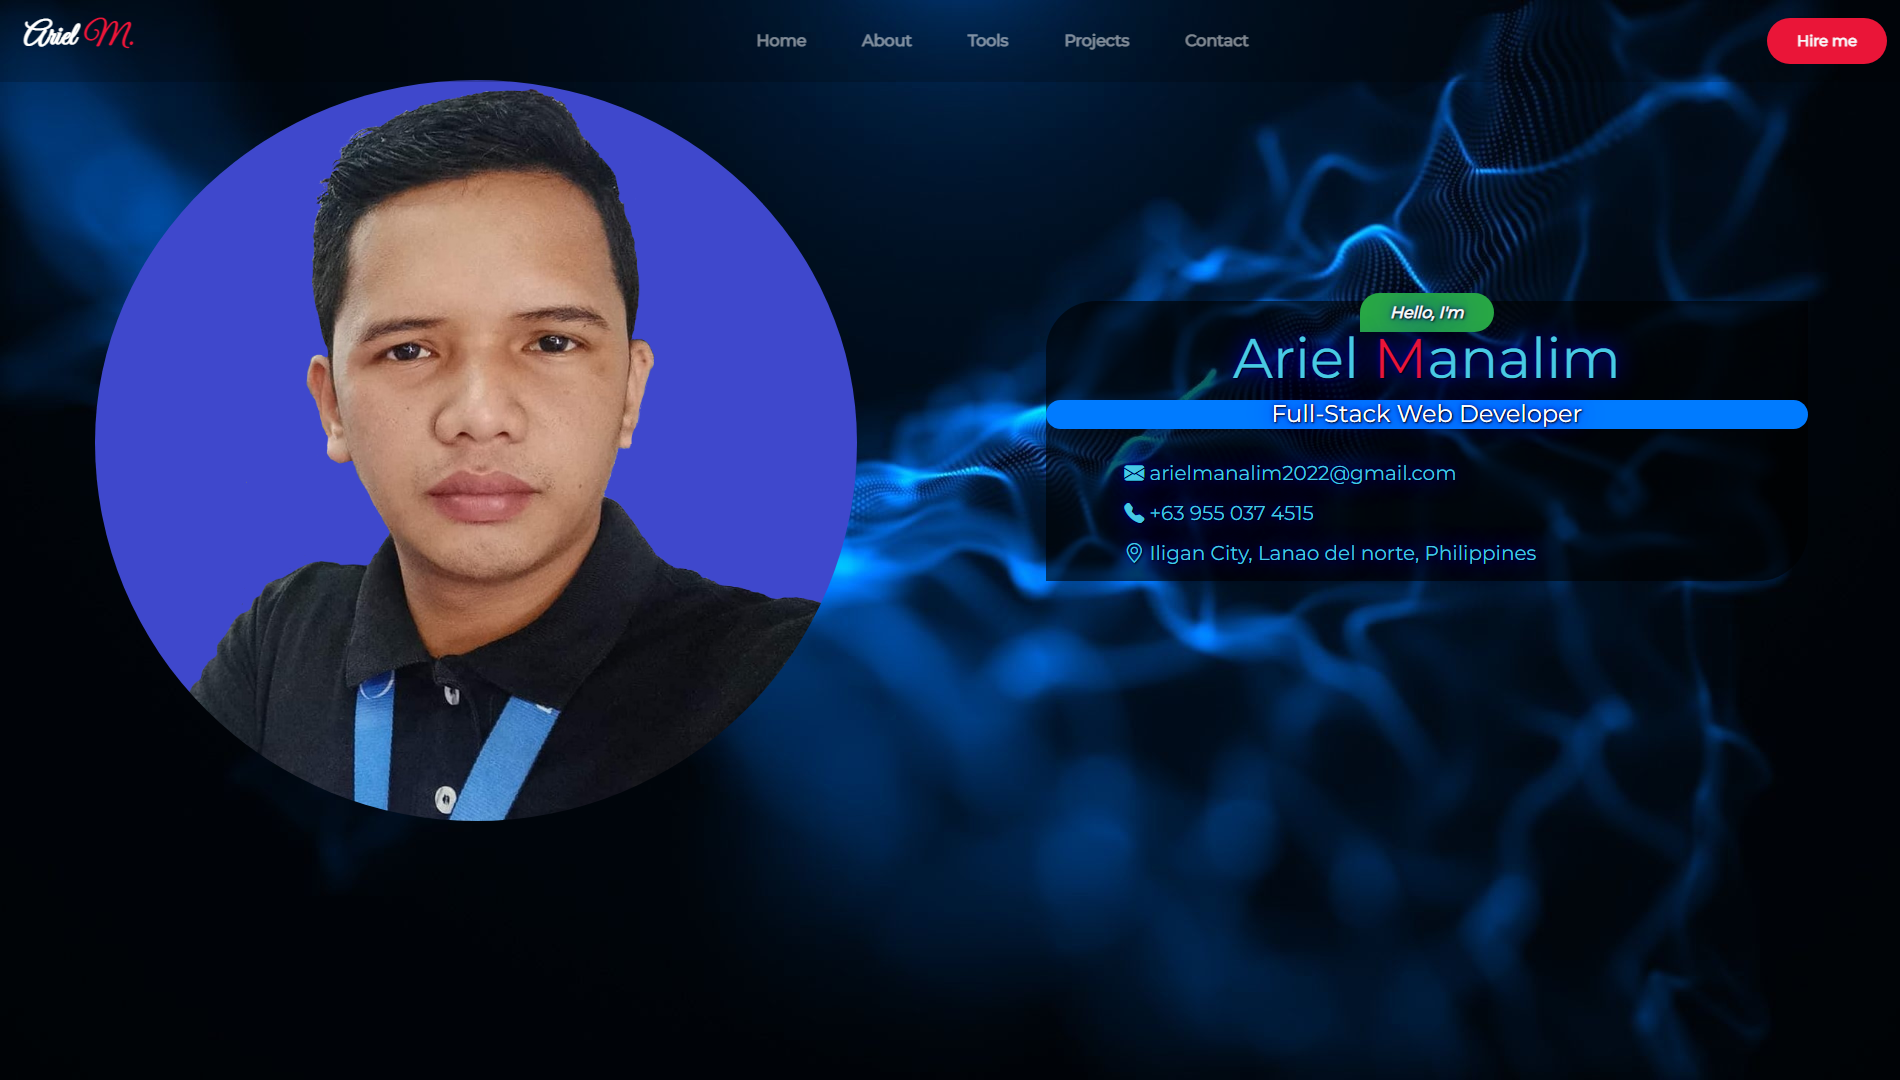 Ariel M.
Home About Tools Projects Contact
Hire me
Hello, I'm
Ariel Manalim
Full-Stack Web Developer
arielmanalim2022@gmail.com
+63 955 037 4515
Iligan City, Lanao del norte, Philippines